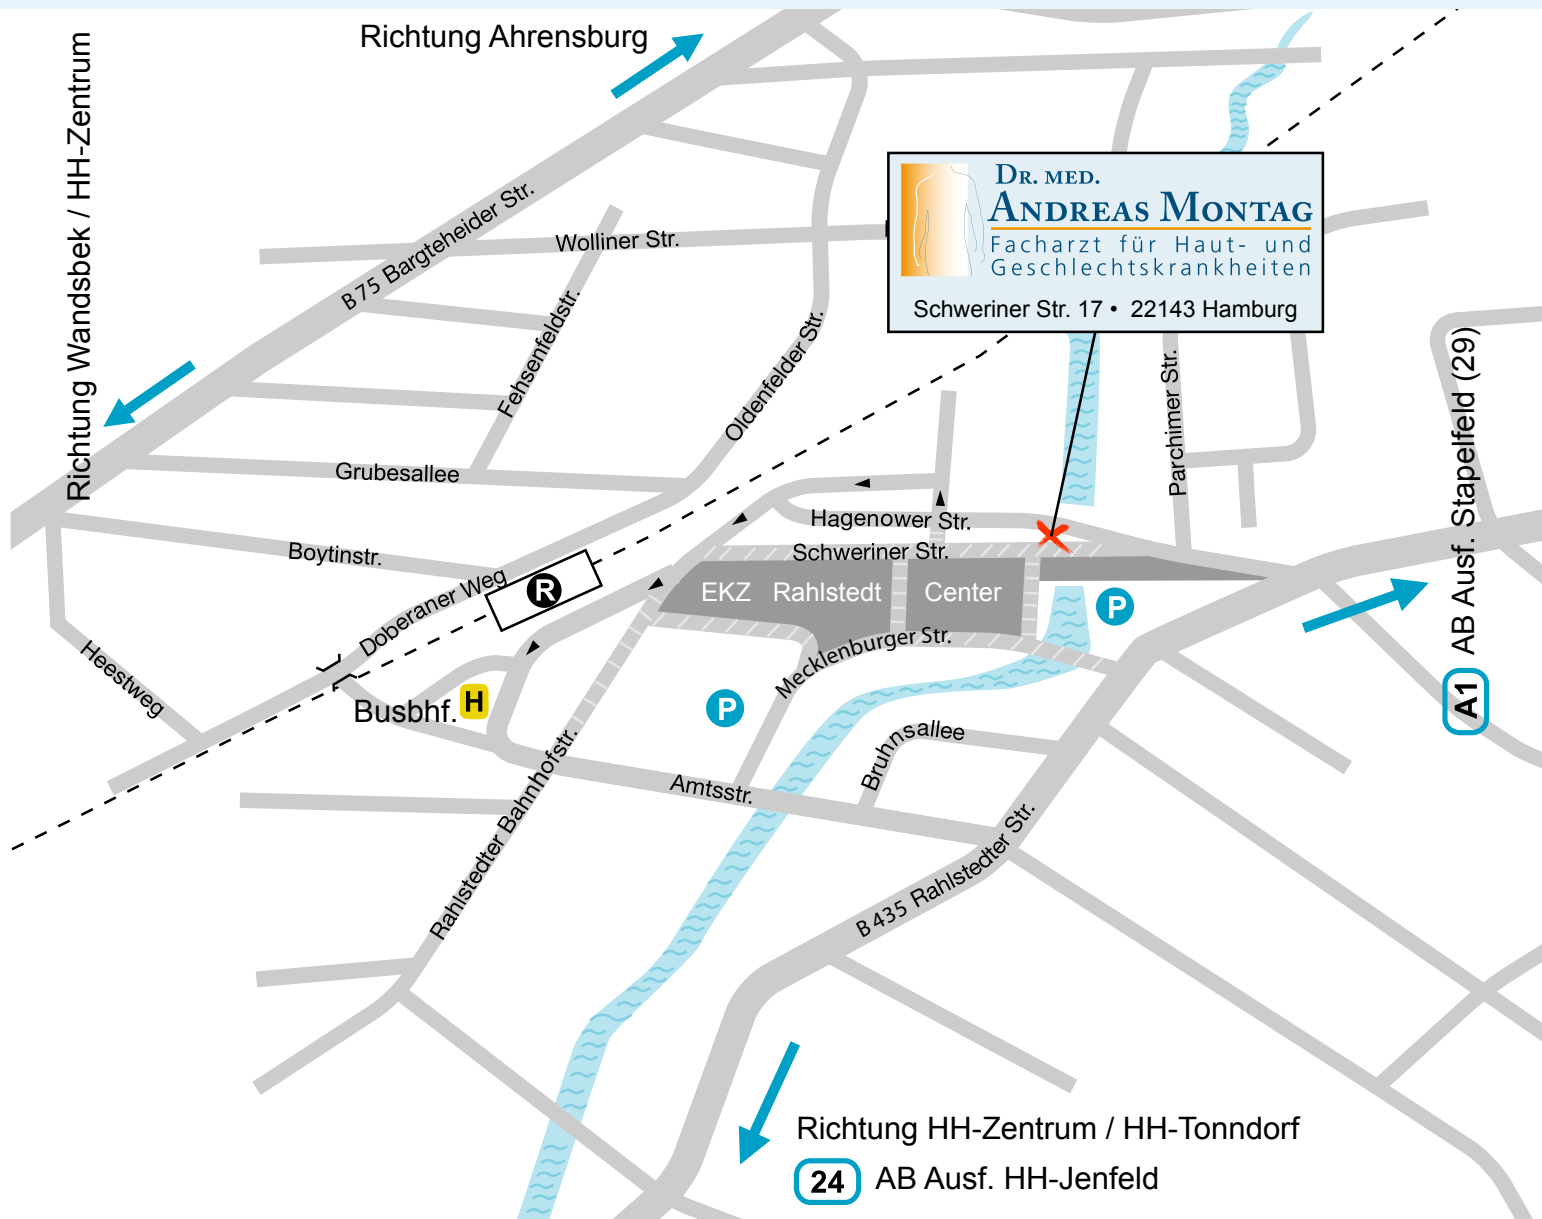 Richtung Ahrensburg
Richtung Wandsbek / HH-Zentrum
B 75 Bargteheider Str.
Wolliner Str.
DR. MED.
ANDREAS MONTAG
Facharzt für Haut- und
Geschlechtskrankheiten
Schweriner Str. 17 • 22143 Hamburg
Fehsenfeldstr.
Oldenfelder Str.
Parchimer Str.
AB Ausf. Stapelfeld (29)
A1
Grubesallee
Hagenower Str.
Boytinstr.
Schweriner Str.
EKZ Rahlstedt Center
R
P
Doberaner Weg
Mecklenburger Str.
Heestweg
Busbhf. H
P
Bruhnsallee
Amtsstr.
Rahlstedter Bahnhofstr.
B 435 Rahlstedter Str.
Richtung HH-Zentrum / HH-Tonndorf
24 AB Ausf. HH-Jenfeld